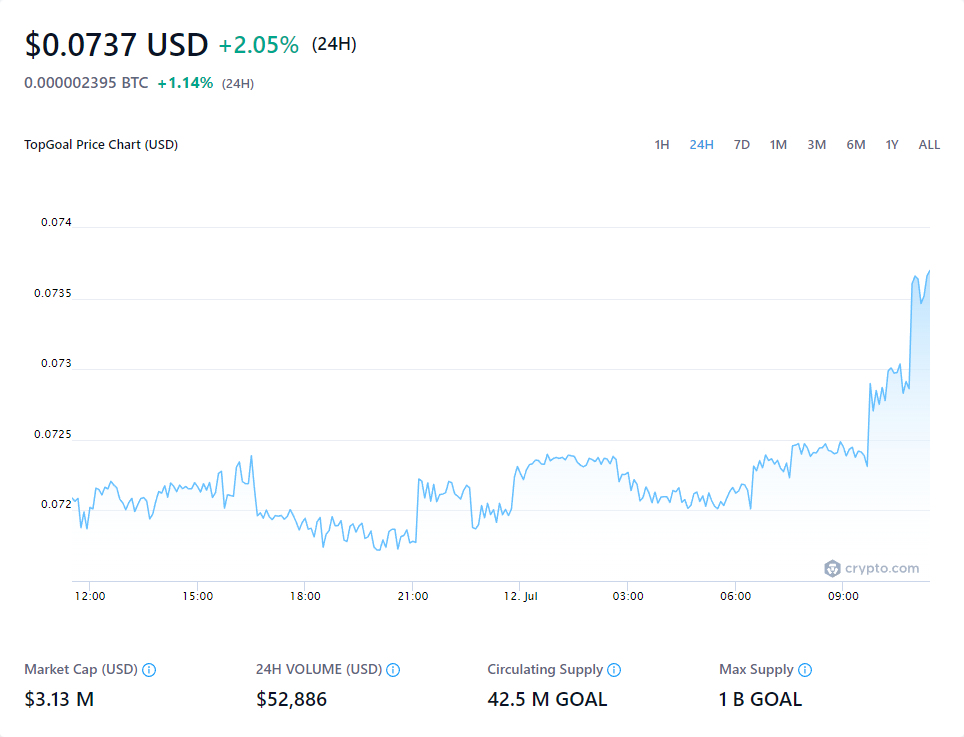 $0.0737 USD +2.05% (24H)
0.000002395 BTC +1.14% (24H)
TopGoal Price Chart (USD) 1H 24H 7D 1M 3M 6M 1Y ALL
0.074
0.0735
0.073
0.0725
0.072
crypto.com
12:00 15:00 18:00 21:00 12. Jul 03:00 06:00 09:00
Market Cap (USD) 24H VOLUME (USD) Circulating Supply Max Supply
$3.13 M $52,886 42.5 M GOAL 1 B GOAL